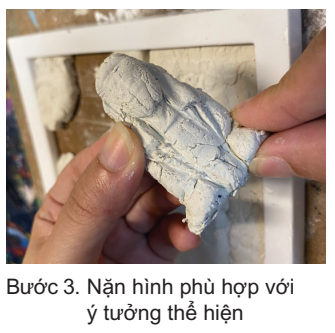 Bước 3. Nặn hình phù hợp với
ý tưởng thể hiện